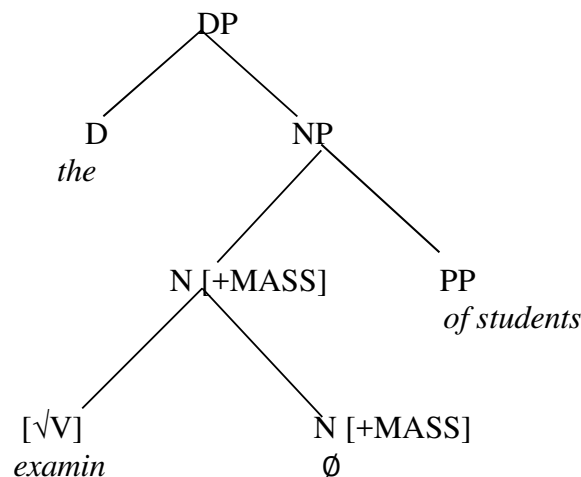 DP
D NP
the
N [+MASS] PP
of students
[√V] N [+MASS]
examin ∅